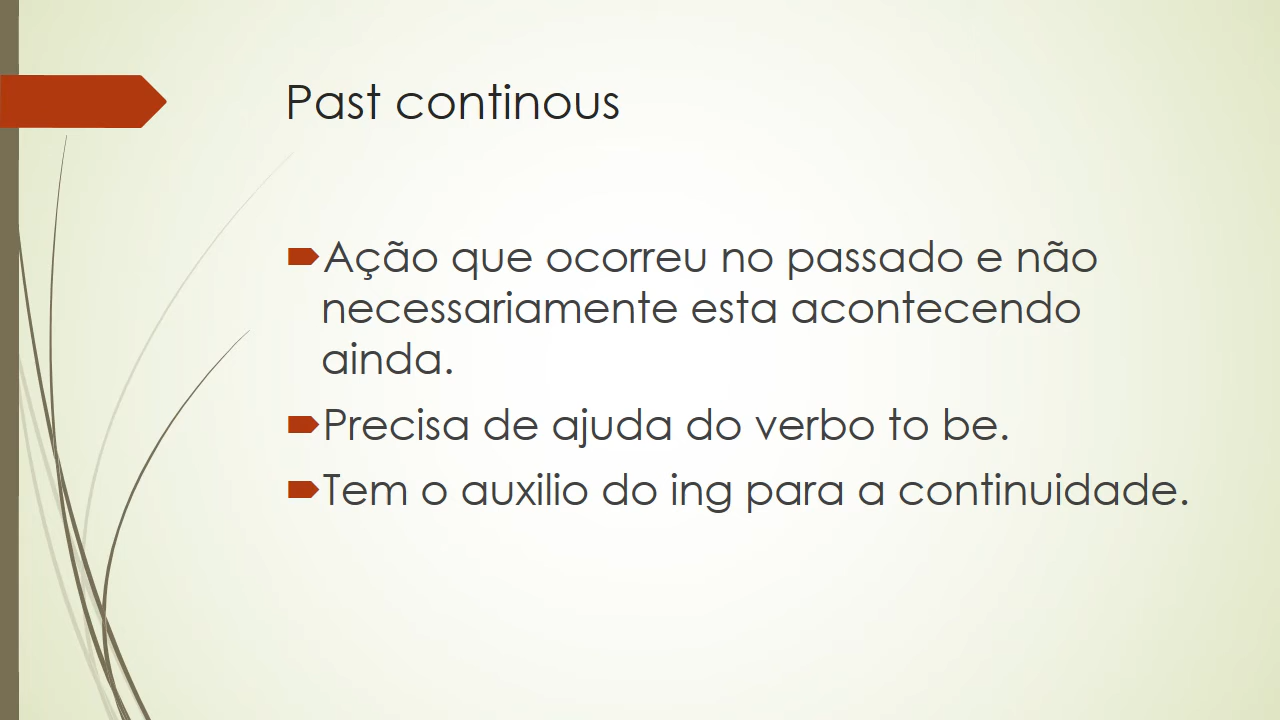 Past continous
Ação que ocorreu no passado e não
necessariamente esta acontecendo
ainda.
Precisa de ajuda do verbo to be.
Tem o auxilio do ing para a continuidade.